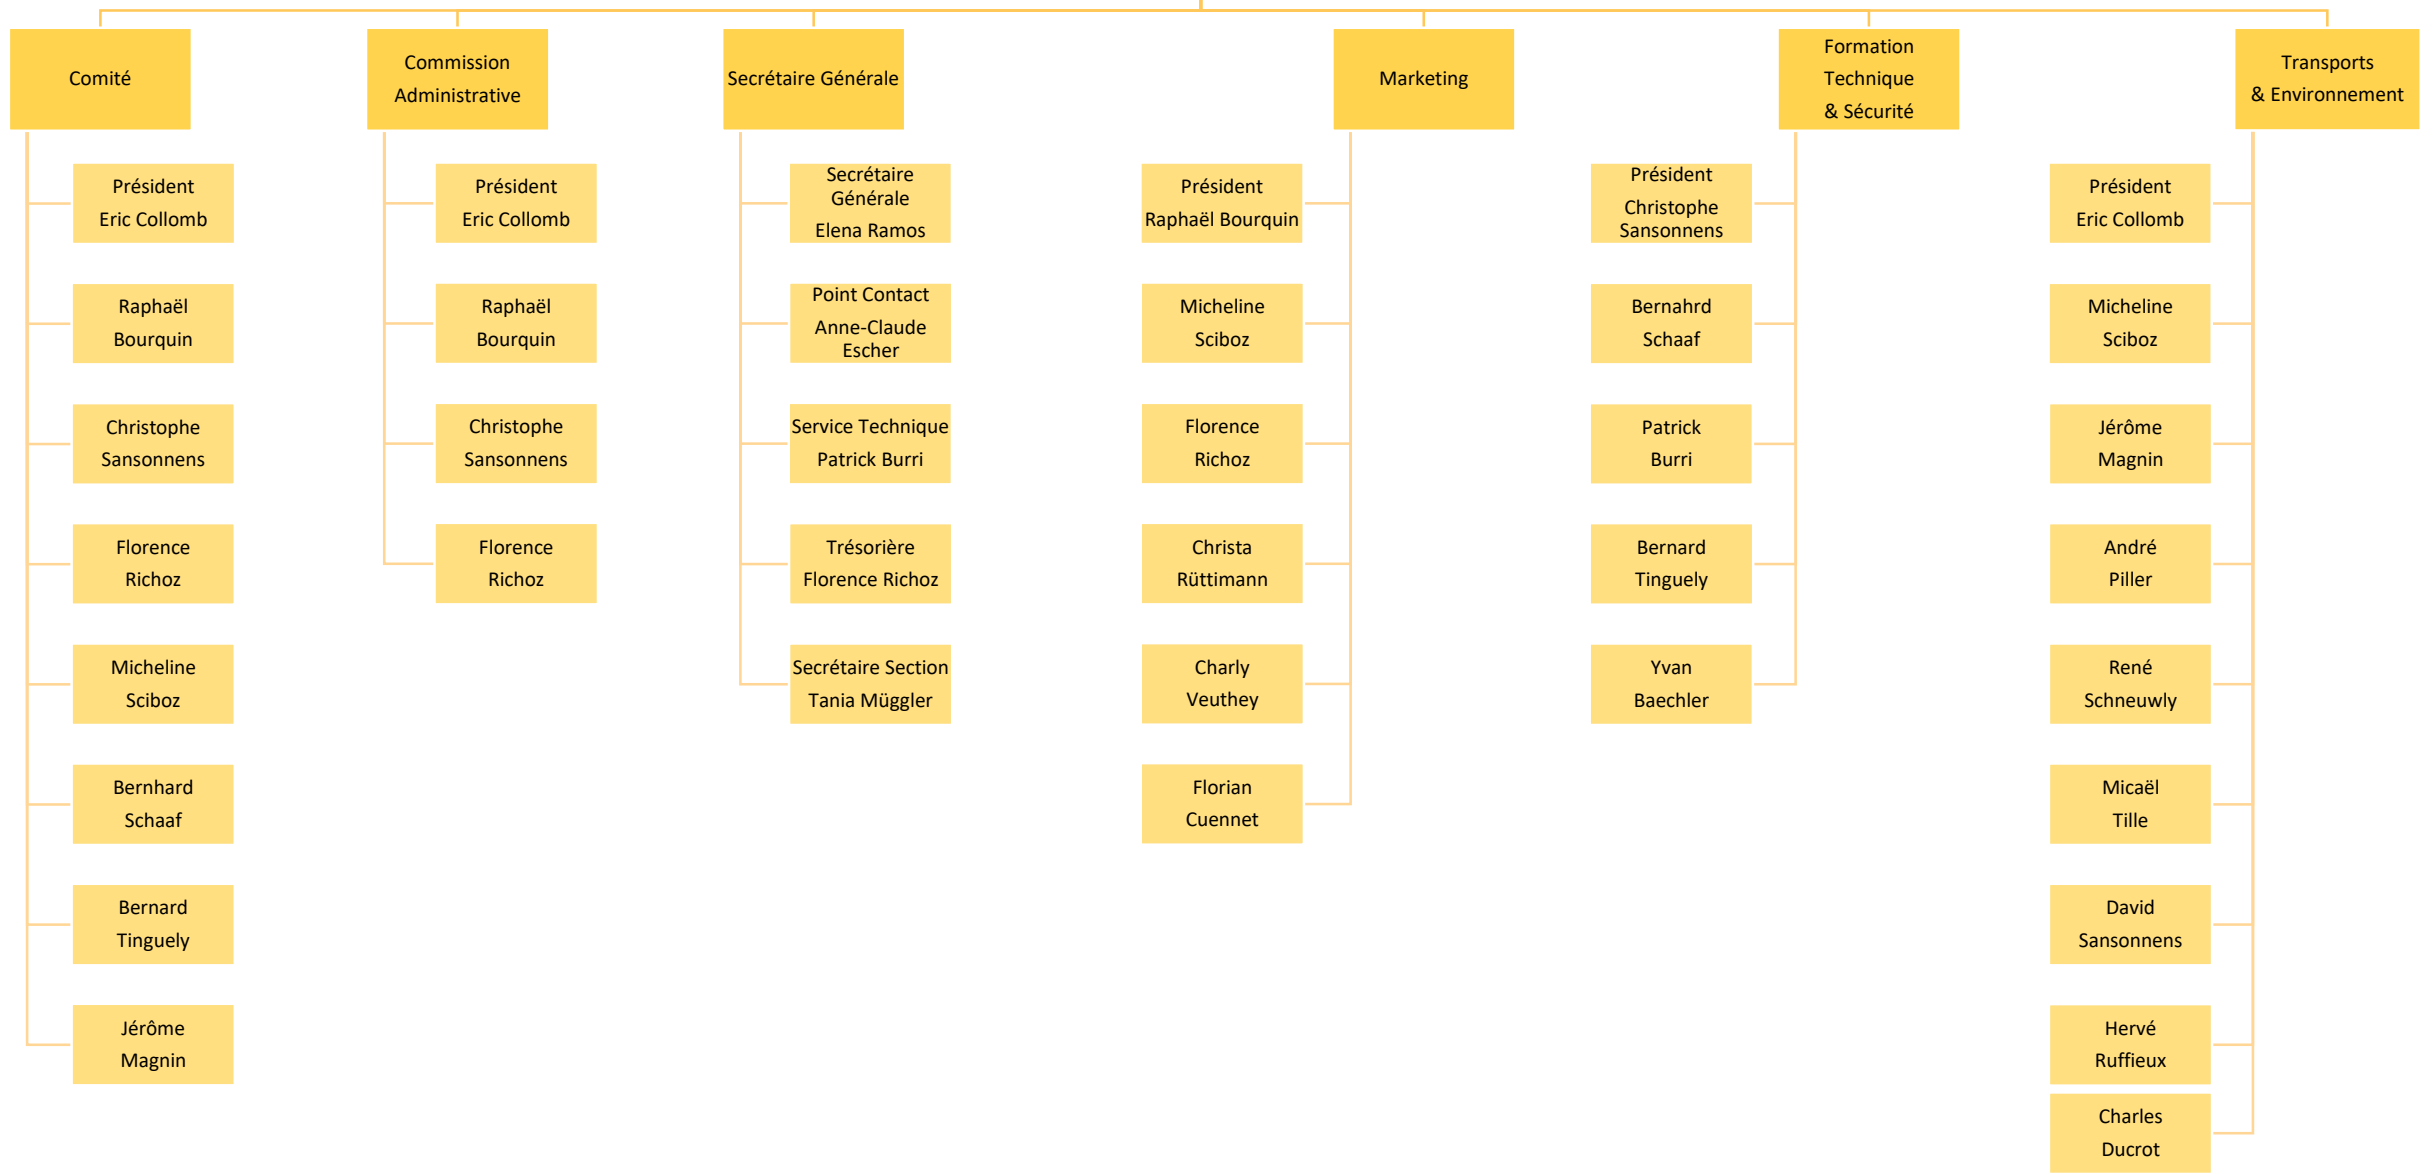 Comité
Président
Eric Collomb
Raphaël
Bourquin
Christophe
Sansonnens
Florence
Richoz
Micheline
Sciboz
Bernhard
Schaaf
Bernard
Tinguely
Jérôme
Magnin
Commission
Administrative
Président
Eric Collomb
Raphaël
Bourquin
Christophe
Sansonnens
Florence
Richoz
Secrétaire Générale
Secrétaire
Générale
Elena Ramos
Point Contact
Anne-Claude
Escher
Service Technique
Patrick Burri
Trésorière
Florence Richoz
Secrétaire Section
Tania Müggler
Marketing
Président
Raphaël Bourquin
Micheline
Sciboz
Florence
Richoz
Christa
Rüttimann
Charly
Veuthey
Florian
Cuennet
Formation
Technique
& Sécurité
Président
Christophe
Sansonnens
Bernahrd
Schaaf
Patrick
Burri
Bernard
Tinguely
Yvan
Baechler
Transports
& Environnement
Président
Eric Collomb
Micheline
Sciboz
Jérôme
Magnin
André
Piller
René
Schneuwly
Micaël
Tille
David
Sansonnens
Hervé
Ruffieux
Charles
Ducrot